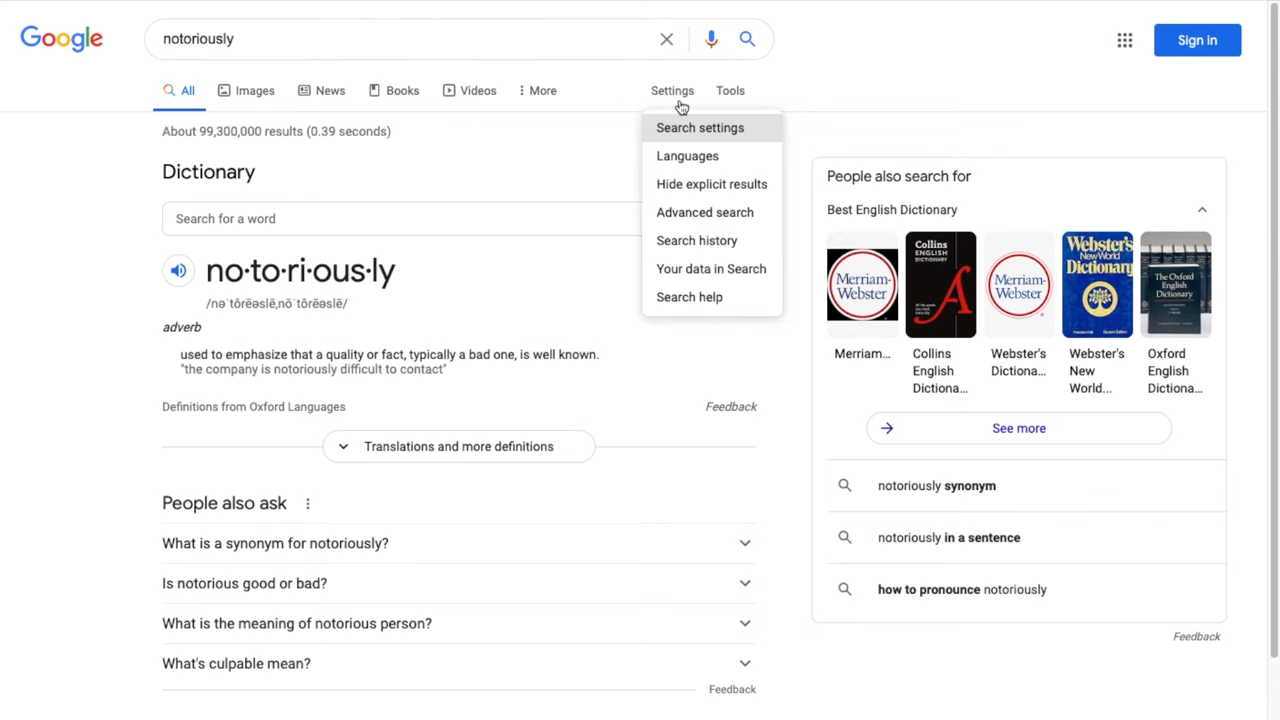 Google
notoriously
Sign in
All
Images
News
Books
Videos
More
Settings
Tools
About 99,300,000 results (0.39 seconds)
Search settings
Languages
Hide explicit results
Advanced search
Search history
Your data in Search
Search help
Dictionary
Search for a word
no·to·ri·ous·ly
/nəˈtôrēəslē,nōˈtôrēəslē/
adverb
used to emphasize that a quality or fact, typically a bad one, is well known.
"the company is notoriously difficult to contact"
Definitions from Oxford Languages
Feedback
Translations and more definitions
People also ask
What is a synonym for notoriously?
Is notorious good or bad?
What is the meaning of notorious person?
What's culpable mean?
Feedback
People also search for
Best English Dictionary
Merriam-
Webster
Collins
ENGLISH
DICTIONARY
Merriam-
Webster
Webster's
New World
Dictionary
The Oxford
English
Dictionary
Merriam...
Collins
English
Dictiona...
Webster's
Dictiona...
Webster's
New
World...
Oxford
English
Dictiona...
See more
notoriously synonym
notoriously in a sentence
how to pronounce notoriously
Feedback